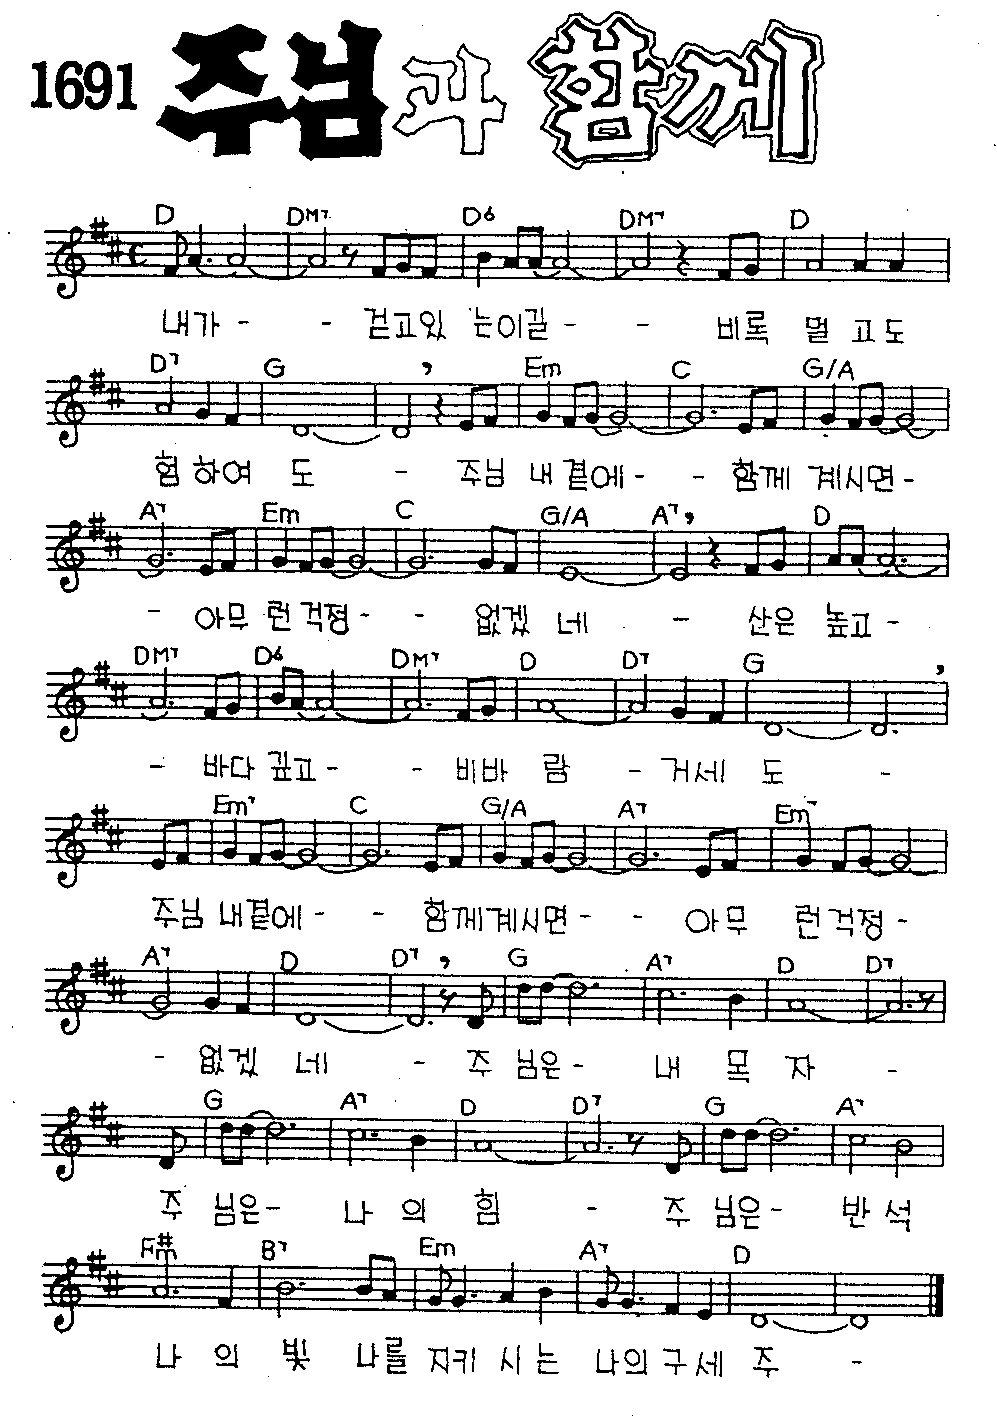 1691 주님과 함께
D DM7 D6 DM7 D
내가 - - 걷고있 는이길 - - 비록 멀 고 도
D7 G Em C G/A
험 하여 도 - 주님 내 곁에 - - 함께 계시면 -
A7 Em C G/A A7 D
- 아무 런 걱정 - - 없겠 네 - 산은 높고 -
DM7 D6 DM7 D D7 G
- 바다 깊고 - - 비바 람 - 거세 도 -
Em7 C G/A A7 Em7
주님 내곁에 - - 함께계시면 - - 아무 런걱정 -
A7 D D7 G A7 D D7
- 없겠 네 - 주 님은 - 내 목 자 -
G A7 D D7 G A7
주 님은 - 나 의 힘 - 주 님은 - 반 석
F#m B7 Em A7 D
나 의 빛 나를 지키 시 는 나의구세 주 -